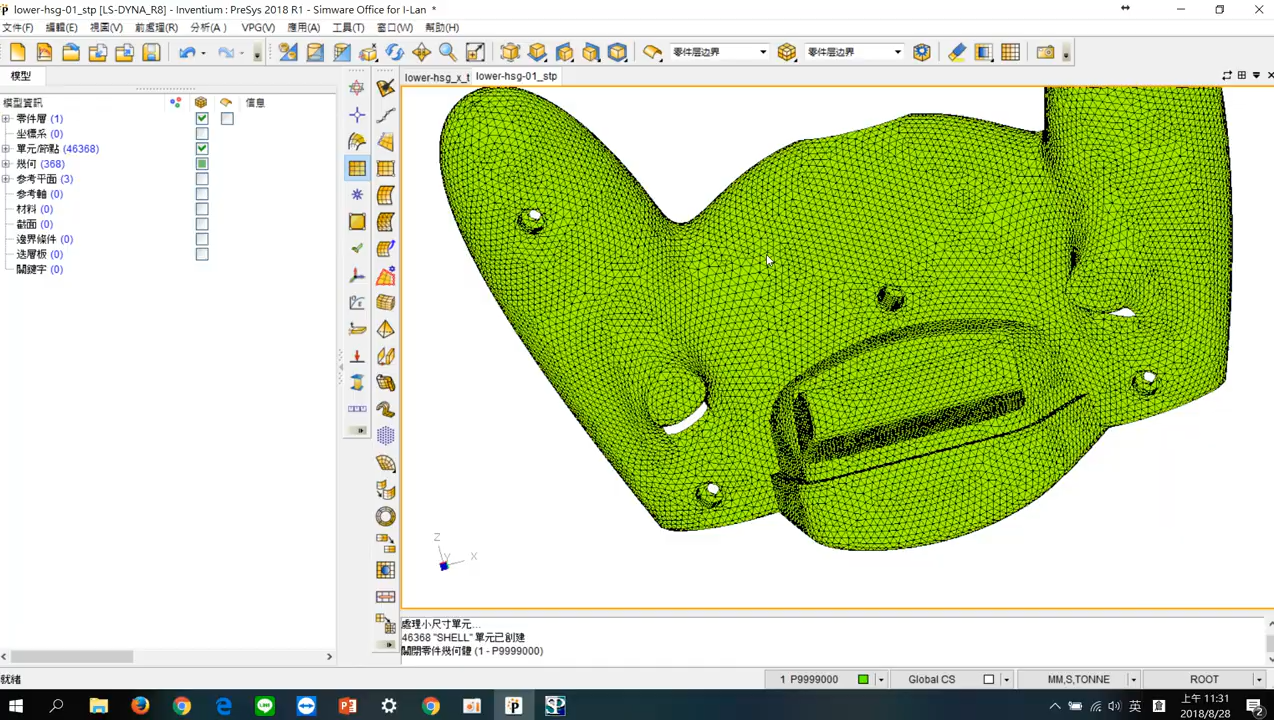 lower-hsg-01_stp [LS-DYNA_R8] - Inventium : PreSys 2018 R1 - Simware Office for I-Lan *
文件(F) 編輯(E) 視圖(V) 前處理(R) 分析(A) VPG(V) 應用(A) 工具(T) 窗口(W) 幫助(H)
零件层边界 零件层边界
模型
lower-hsg_x_t lower-hsg-01_stp
模型資訊 信息
零件層 (1)
坐標系 (0)
單元/節點 (46368)
幾何 (368)
參考平面 (3)
參考軸 (0)
材料 (0)
截面 (0)
邊界條件 (0)
迭層板 (0)
關鍵字 (0)
Z
Y
X
處理小尺寸單元...
46368 "SHELL" 單元已創建
關閉零件幾何鍾 (1 - P9999000)
就緒 1 P9999000 Global CS MM,S,TONNE ROOT
英 上午 11:31
2018/8/28 2